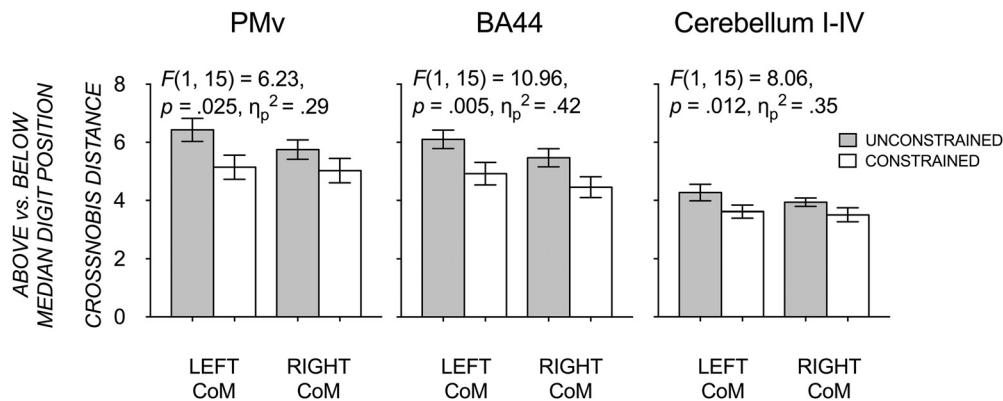 PMv
BA44
Cerebellum I-IV
ABOVE vs. BELOW
MEDIAN DIGIT POSITION
CROSSNOBIS DISTANCE
8
6
4
2
0
F(1, 15) = 6.23,
p = .025, ηp² = .29
F(1, 15) = 10.96,
p = .005, ηp² = .42
F(1, 15) = 8.06,
p = .012, ηp² = .35
UNCONSTRAINED
CONSTRAINED
LEFT
CoM
RIGHT
CoM
LEFT
CoM
RIGHT
CoM
LEFT
CoM
RIGHT
CoM